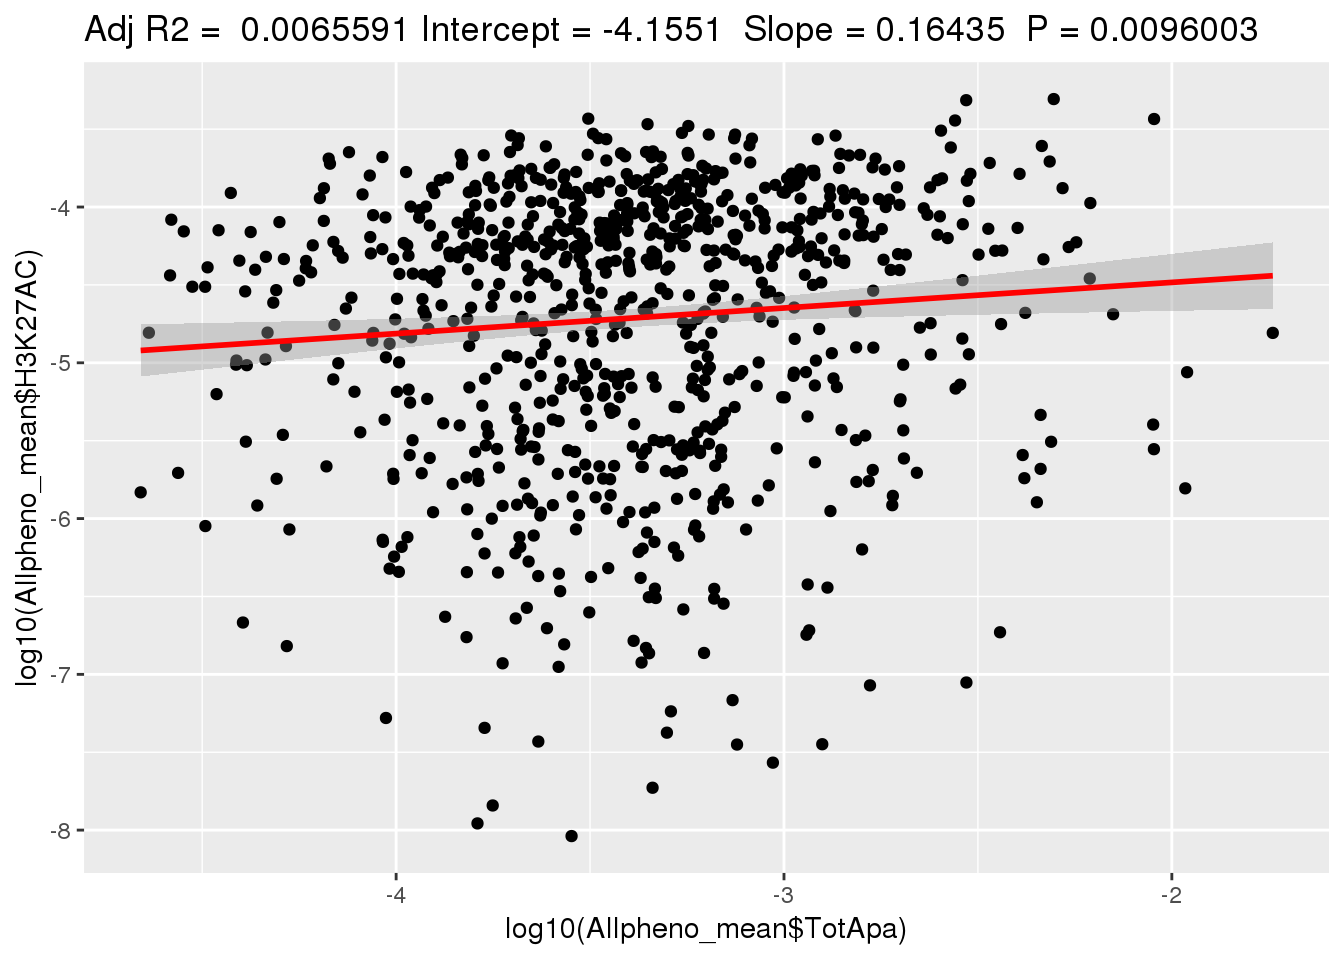 Adj R2 =  0.0065591 Intercept = -4.1551  Slope = 0.16435  P = 0.0096003
log10(Allpheno_mean$H3K27AC)
-4
-5
-6
-7
-8
-4
-3
-2
log10(Allpheno_mean$TotApa)